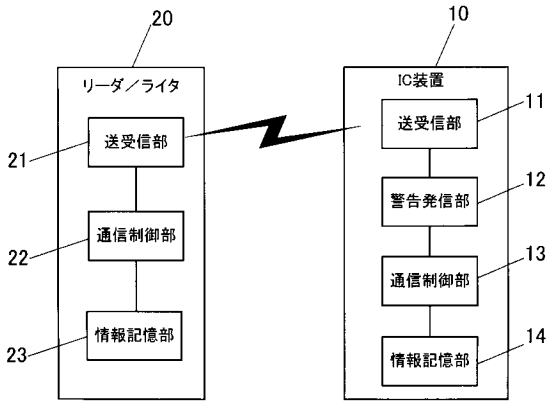 20
リーダ／ライタ
21
送受信部
22
通信制御部
23
情報記憶部
10
IC装置
11
送受信部
12
警告発信部
13
通信制御部
14
情報記憶部